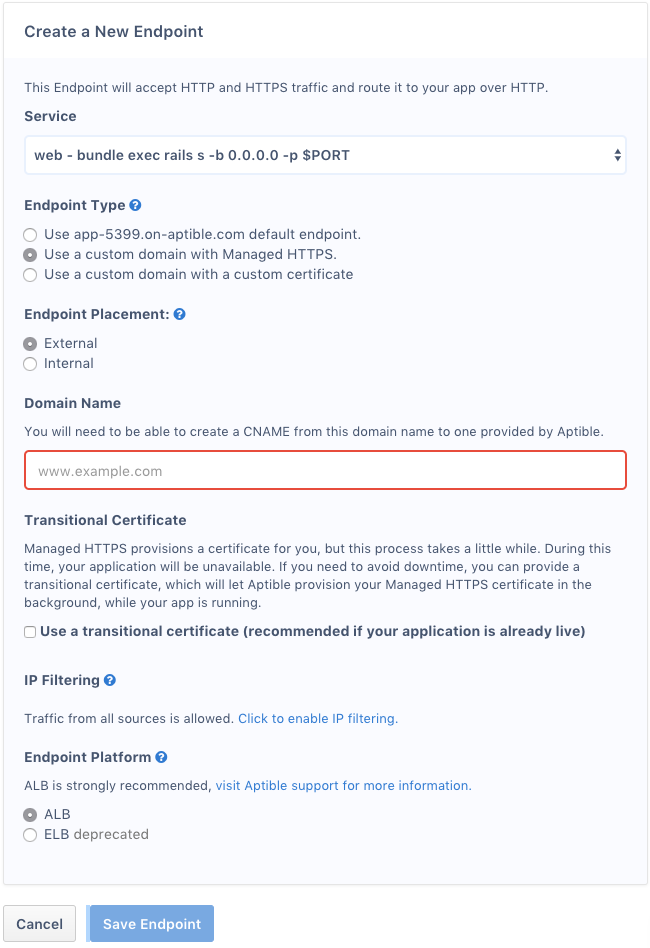 Create a New Endpoint
This Endpoint will accept HTTP and HTTPS traffic and route it to your app over HTTP.
Service
web - bundle exec rails s -b 0.0.0.0 -p $PORT
Endpoint Type
Use app-5399.on-aptible.com default endpoint.
Use a custom domain with Managed HTTPS.
Use a custom domain with a custom certificate
Endpoint Placement:
External
Internal
Domain Name
You will need to be able to create a CNAME from this domain name to one provided by Aptible.
www.example.com
Transitional Certificate
Managed HTTPS provisions a certificate for you, but this process takes a little while. During this
time, your application will be unavailable. If you need to avoid downtime, you can provide a
transitional certificate, which will let Aptible provision your Managed HTTPS certificate in the
background, while your app is running.
Use a transitional certificate (recommended if your application is already live)
IP Filtering
Traffic from all sources is allowed. Click to enable IP filtering.
Endpoint Platform
ALB is strongly recommended, visit Aptible support for more information.
ALB
ELB deprecated
Cancel
Save Endpoint